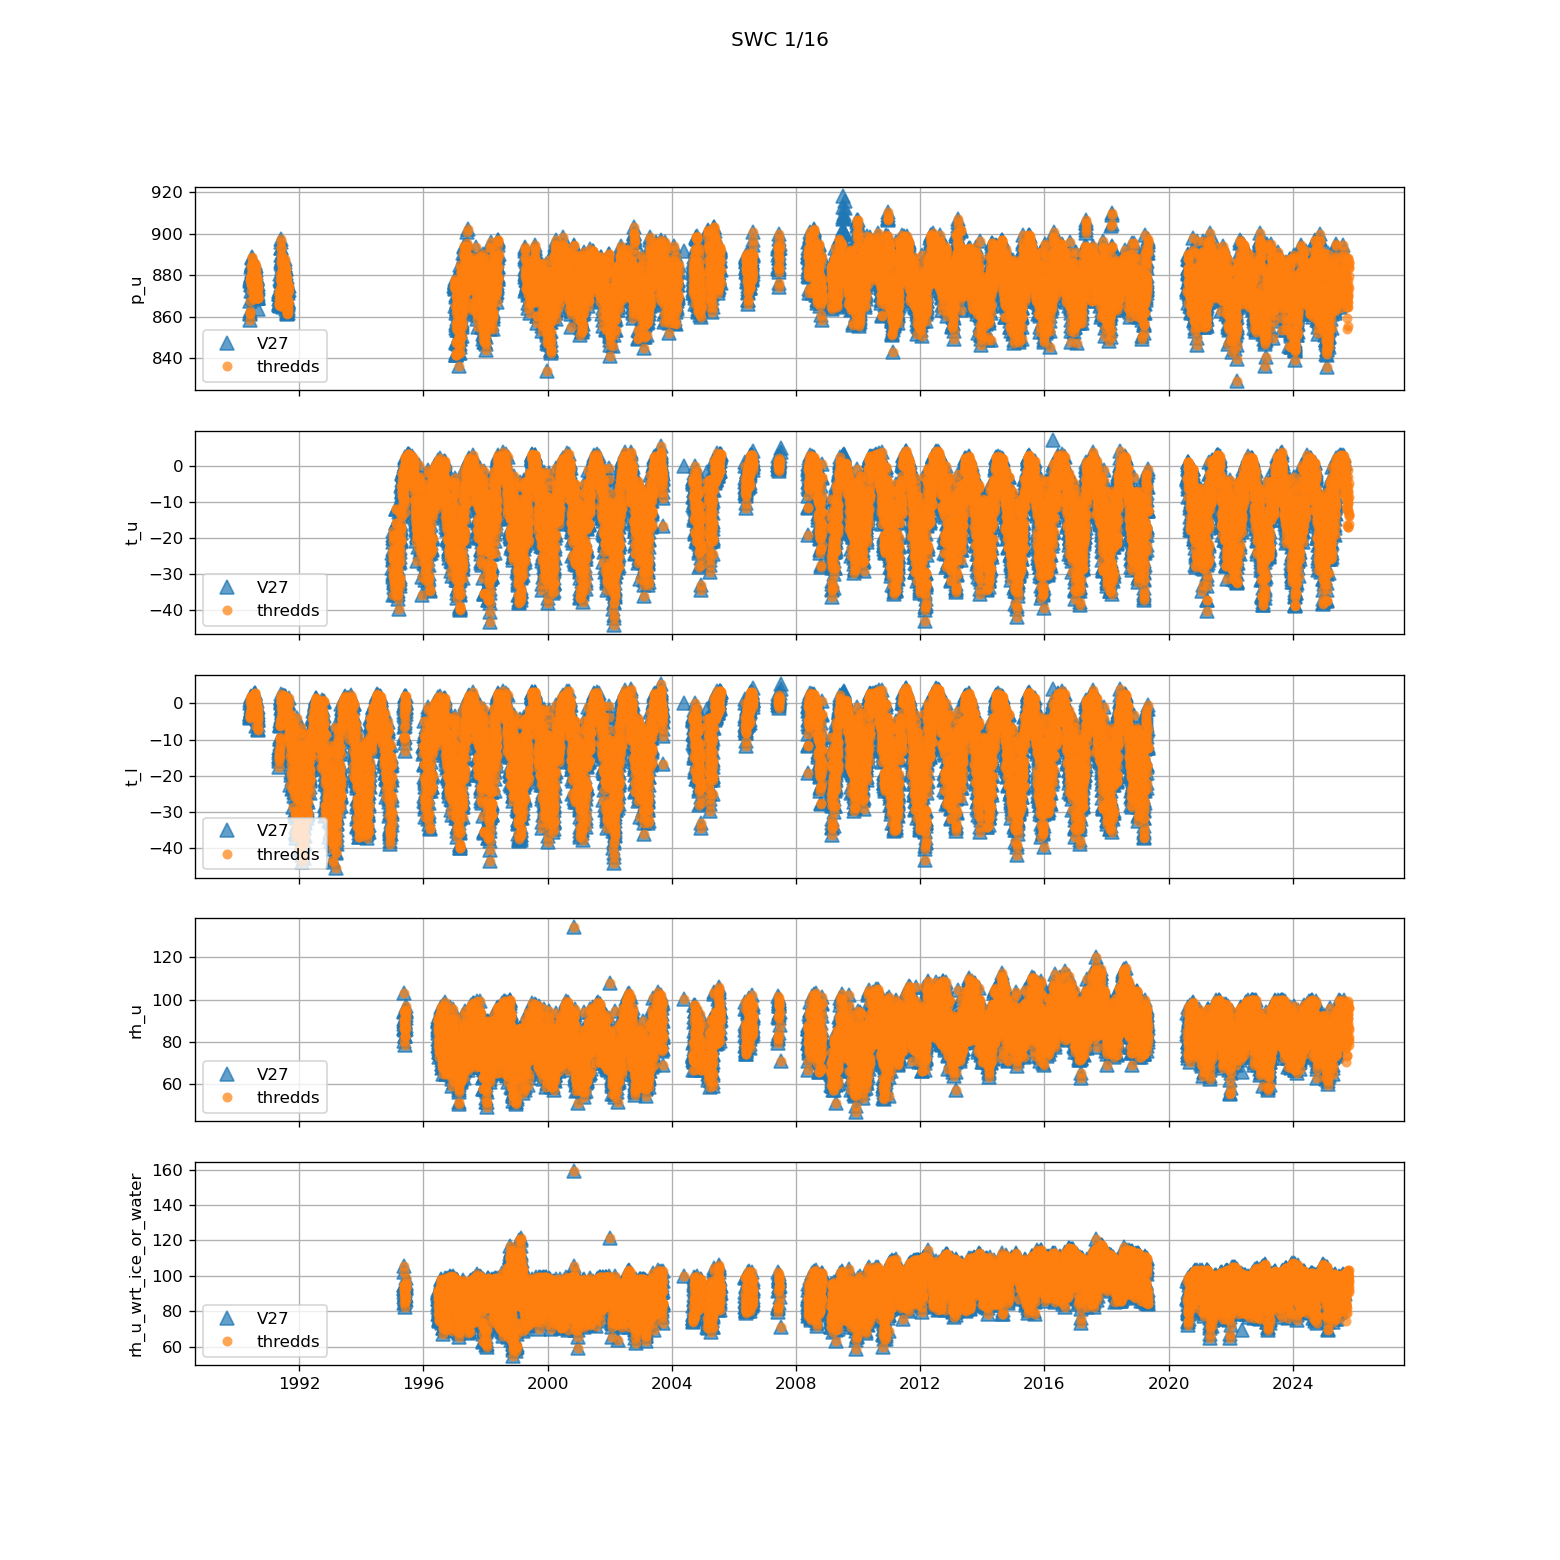 SWC 1/16
920
900
880
860
840
p_u
V27
thredds
0
−10
−20
−30
−40
t_u
V27
thredds
0
−10
−20
−30
−40
t_l
V27
thredds
120
100
80
60
rh_u
V27
thredds
160
140
120
100
80
60
rh_u_wrt_ice_or_water
V27
thredds
1992 1996 2000 2004 2008 2012 2016 2020 2024